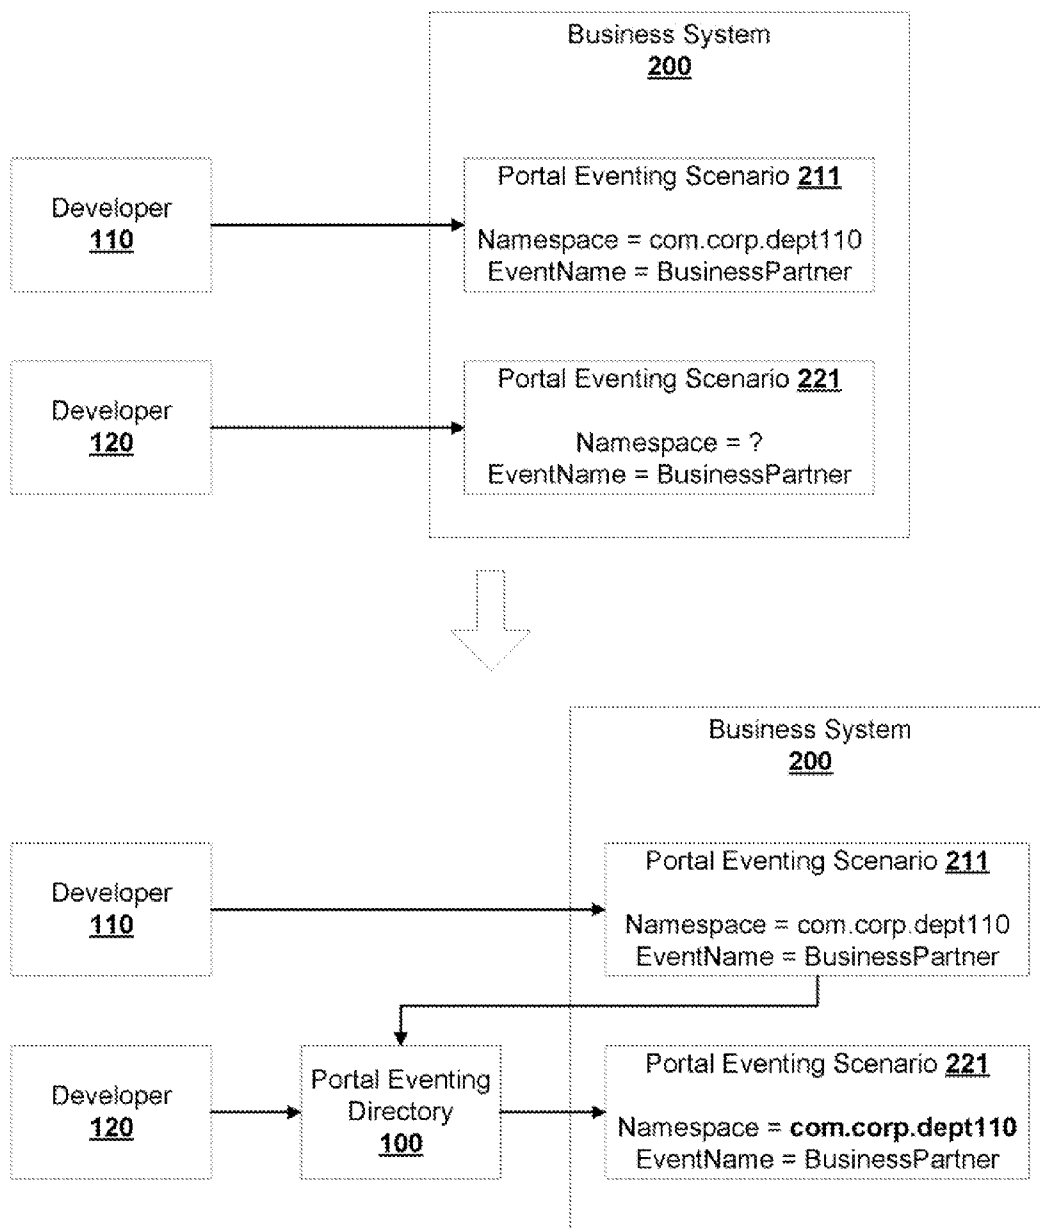 Business System
200
Developer
110
Portal Eventing Scenario 211
Namespace = com.corp.dept110
EventName = BusinessPartner
Developer
120
Portal Eventing Scenario 221
Namespace = ?
EventName = BusinessPartner
Business System
200
Developer
110
Portal Eventing Scenario 211
Namespace = com.corp.dept110
EventName = BusinessPartner
Developer
120
Portal Eventing
Directory
100
Portal Eventing Scenario 221
Namespace = com.corp.dept110
EventName = BusinessPartner